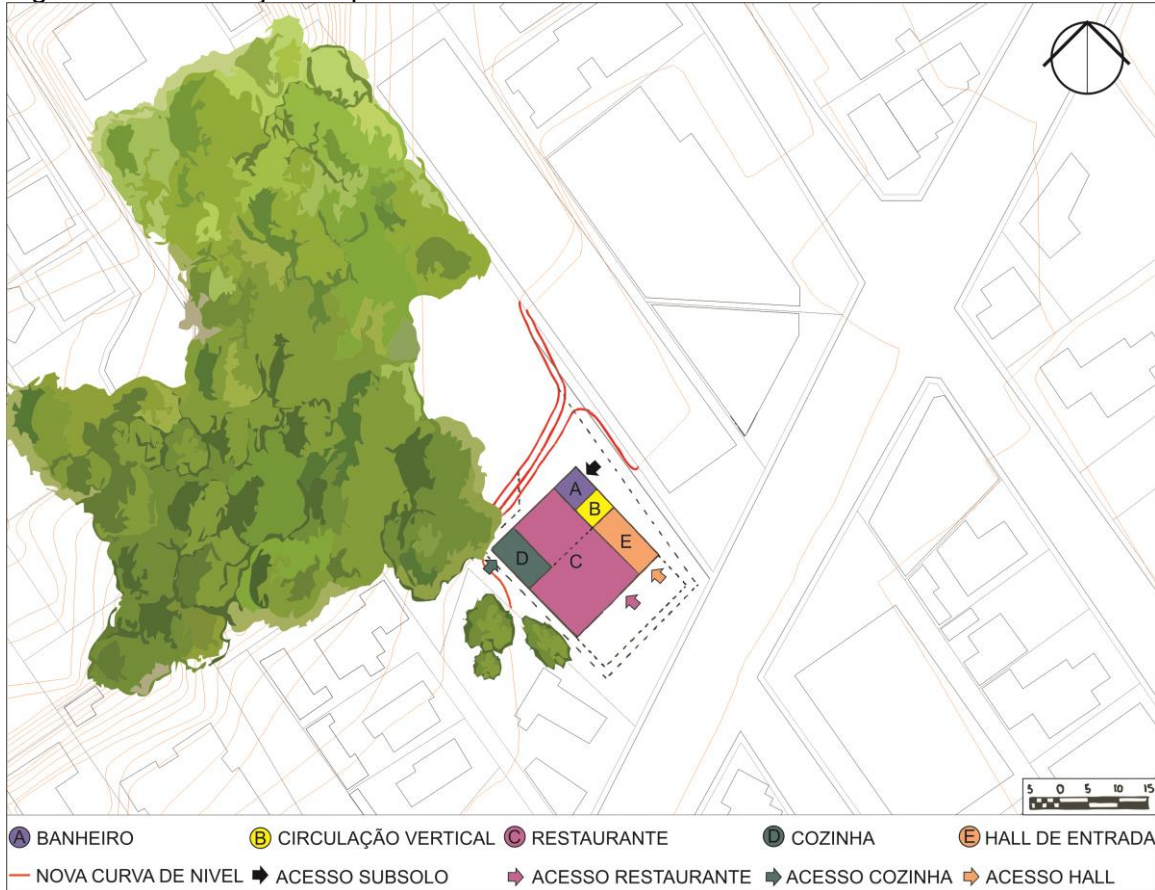 A
B
E
D
C
5 0 5 10 15
A BANHEIRO B CIRCULAÇÃO VERTICAL C RESTAURANTE D COZINHA E HALL DE ENTRADA
NOVA CURVA DE NIVEL ACESSO SUBSOLO ACESSO RESTAURANTE ACESSO COZINHA ACESSO HALL